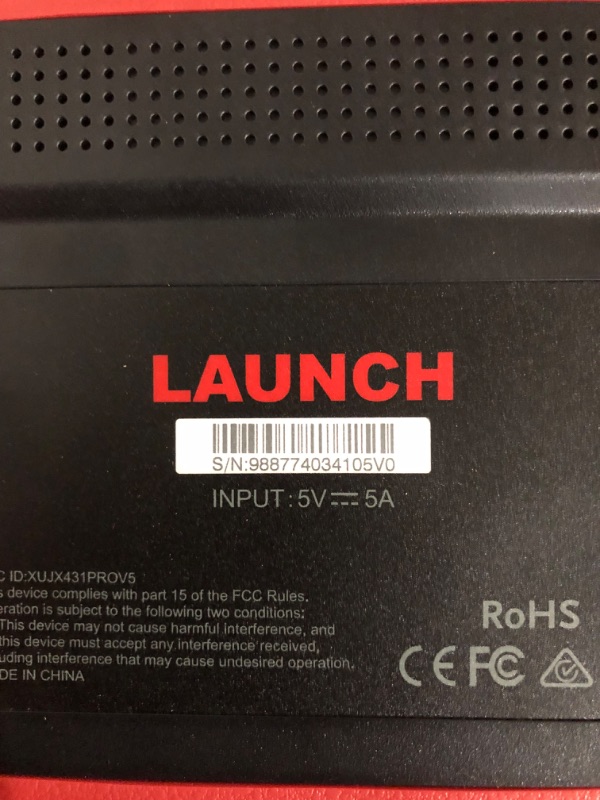 LAUNCH
S/N:988774034105V0
INPUT: 5V⎓5A
C ID:XUJX431PROV5
s device complies with part 15 of the FCC Rules.
eration is subject to the following two conditions:
This device may not cause harmful interference, and
this device must accept any interference received,
uding interference that may cause undesired operation.
DE IN CHINA
RoHS
CE FC